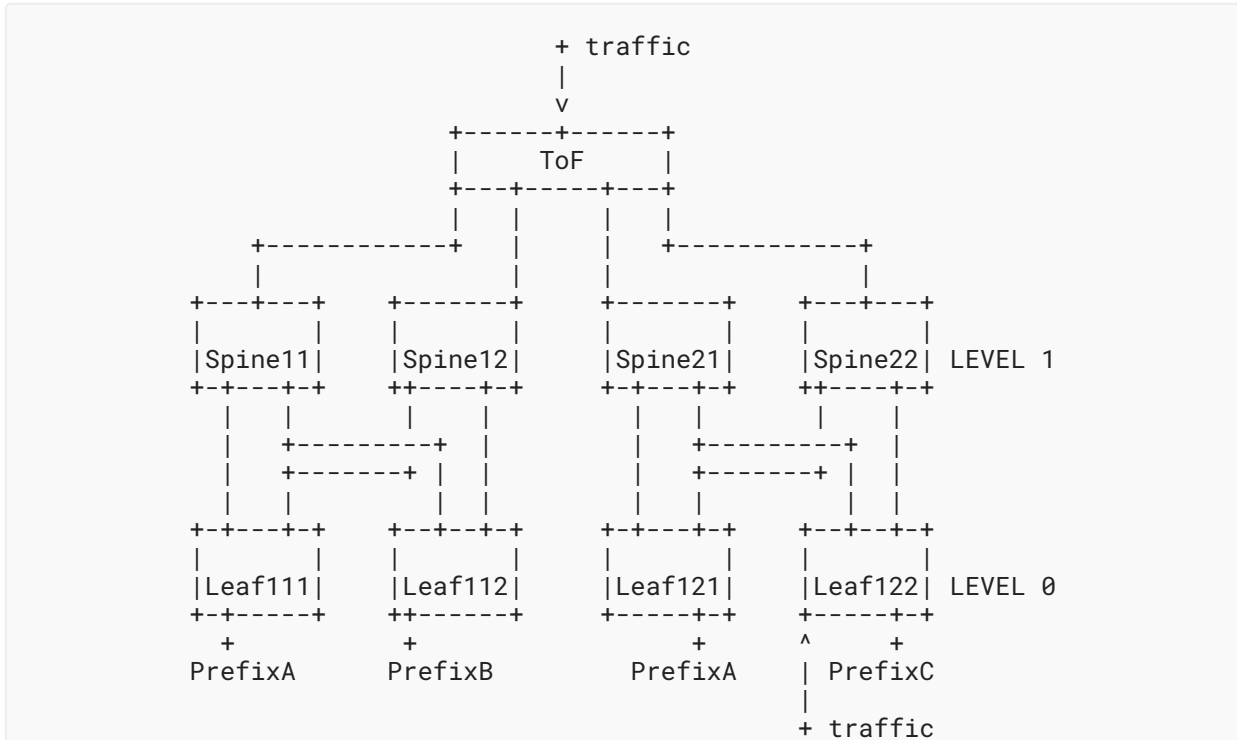 + traffic
|
v
+------+------+
| ToF |
+---+-----+---+
| | | |
+------------+ | | +------------+
| | | |
+---+---+ +-------+ +-------+ +---+---+
| | | | | | | |
|Spine11| |Spine12| |Spine21| |Spine22| LEVEL 1
+-+---+-+ ++----+-+ +-+---+-+ ++----+-+
| | | | | | | |
| +---------+ | | +---------+ |
| +-------+ | | | +-------+ | |
| | | | | | | |
+-+---+-+ +--+--+-+ +-+---+-+ +--+--+-+
| | | | | | | |
|Leaf111| |Leaf112| |Leaf121| |Leaf122| LEVEL 0
+-+-----+ ++------+ +-----+-+ +-----+-+
+ + + ^ +
PrefixA PrefixB PrefixA | PrefixC
|
+ traffic